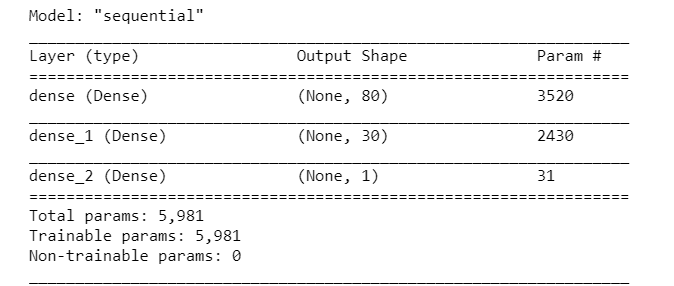 Model: "sequential"
Layer (type) Output Shape Param #
dense (Dense) (None, 80) 3520
dense_1 (Dense) (None, 30) 2430
dense_2 (Dense) (None, 1) 31
Total params: 5,981
Trainable params: 5,981
Non-trainable params: 0